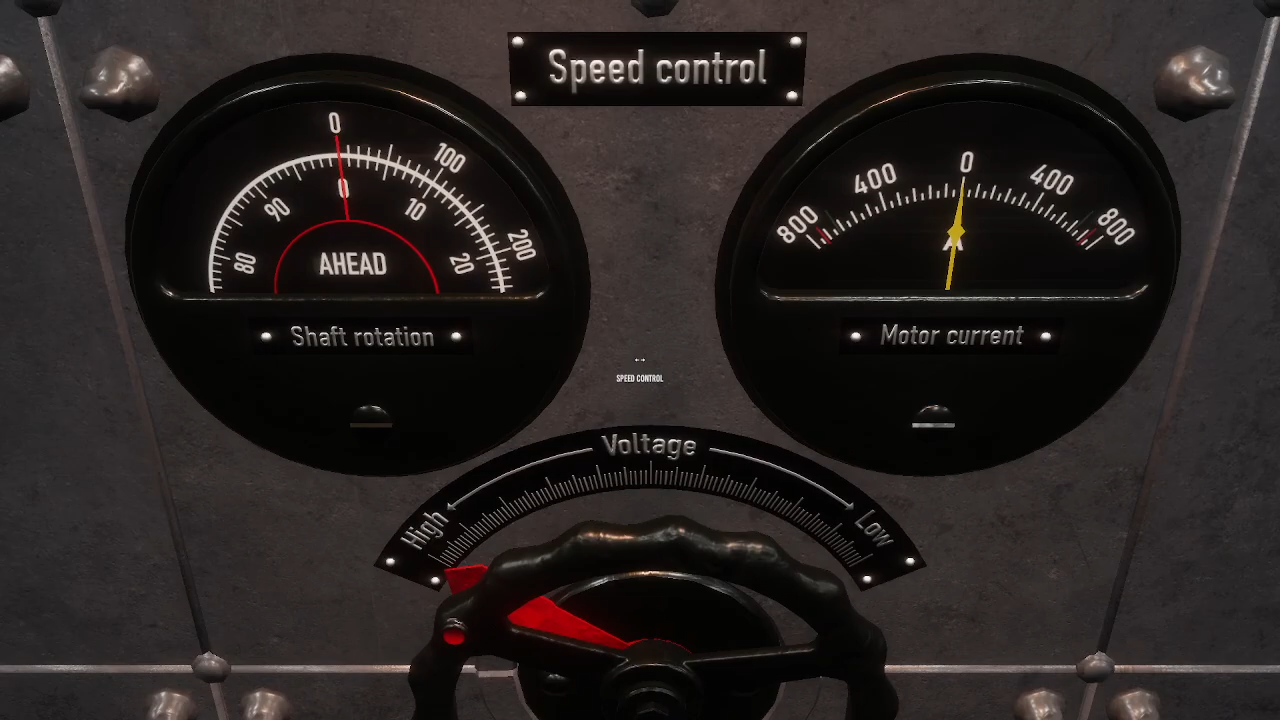 Speed control
0
100
90
0
10
80
20
200
AHEAD
Shaft rotation
0
400
400
800
800
A
Motor current
↔
SPEED CONTROL
Voltage
High
Low